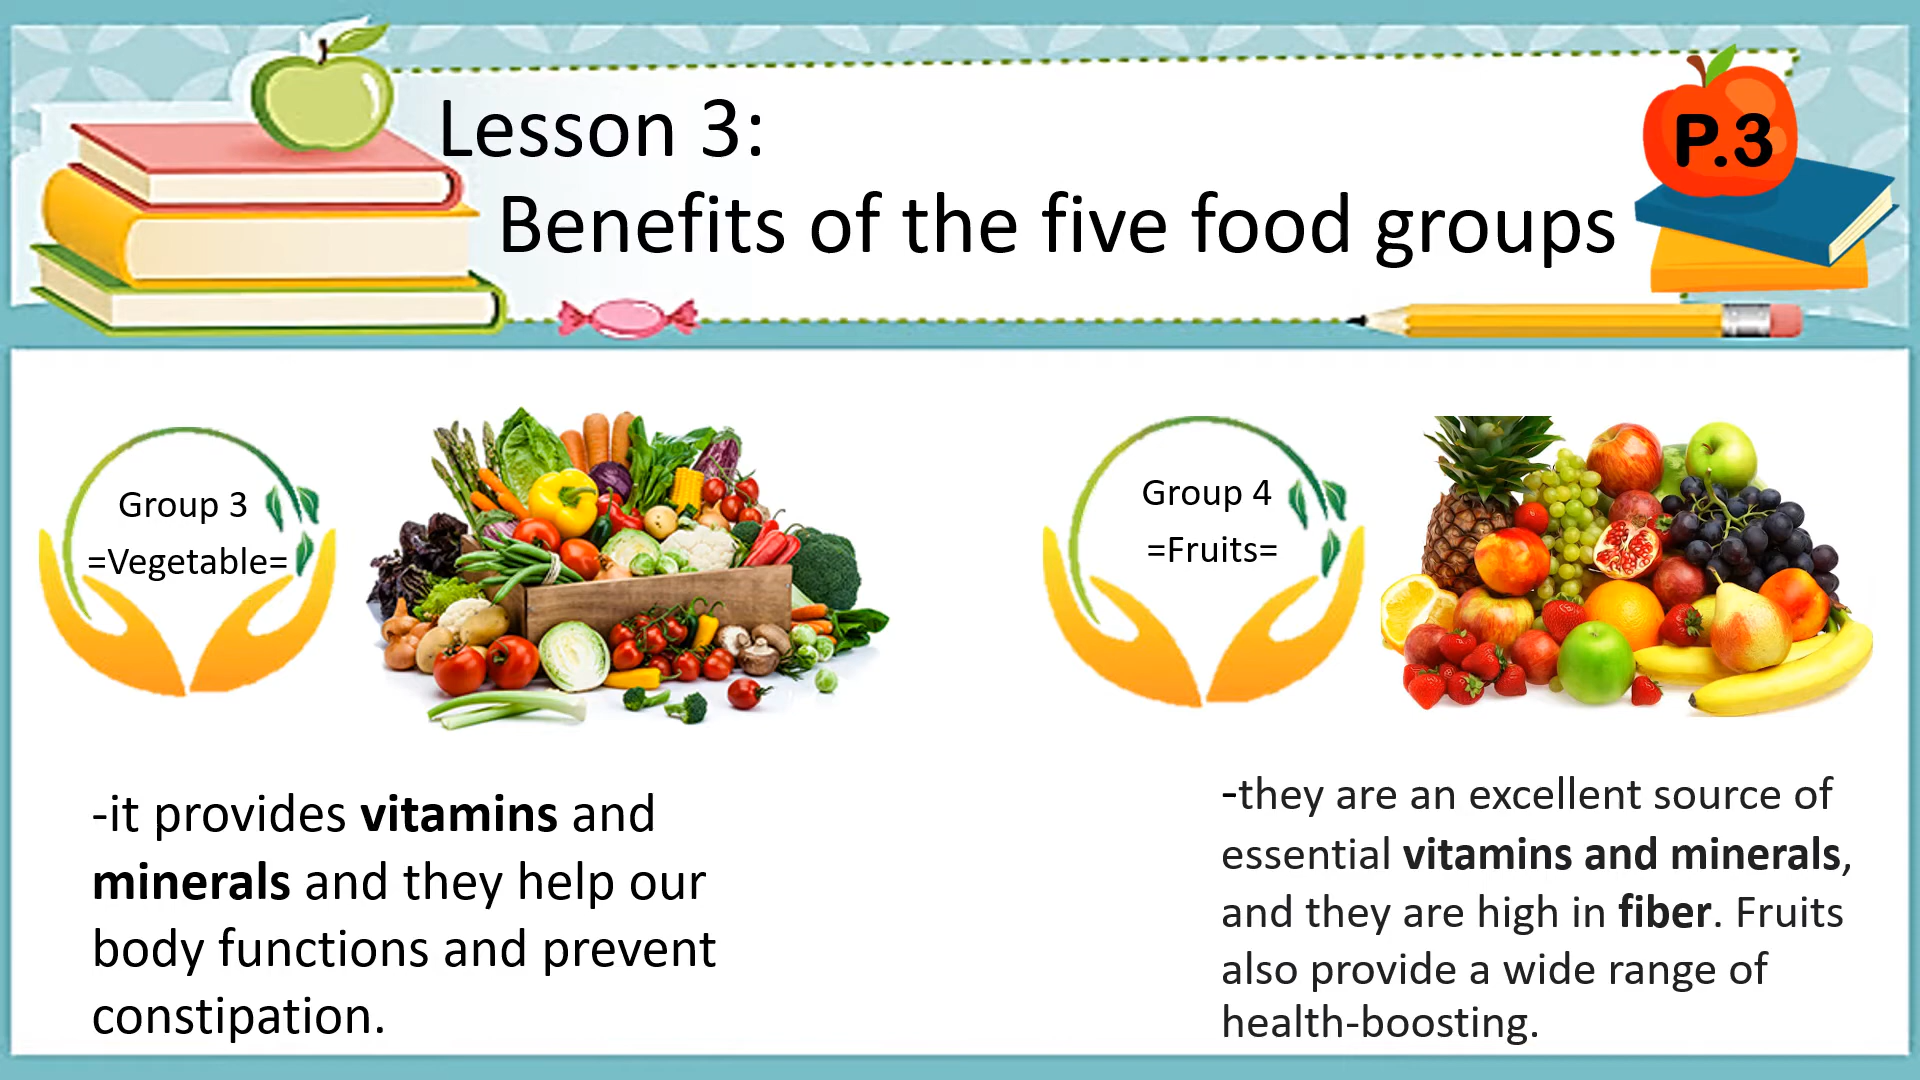 Lesson 3:
Benefits of the five food groups
P.3
Group 3
=Vegetable=
-it provides vitamins and
minerals and they help our
body functions and prevent
constipation.
Group 4
=Fruits=
-they are an excellent source of
essential vitamins and minerals,
and they are high in fiber. Fruits
also provide a wide range of
health-boosting.